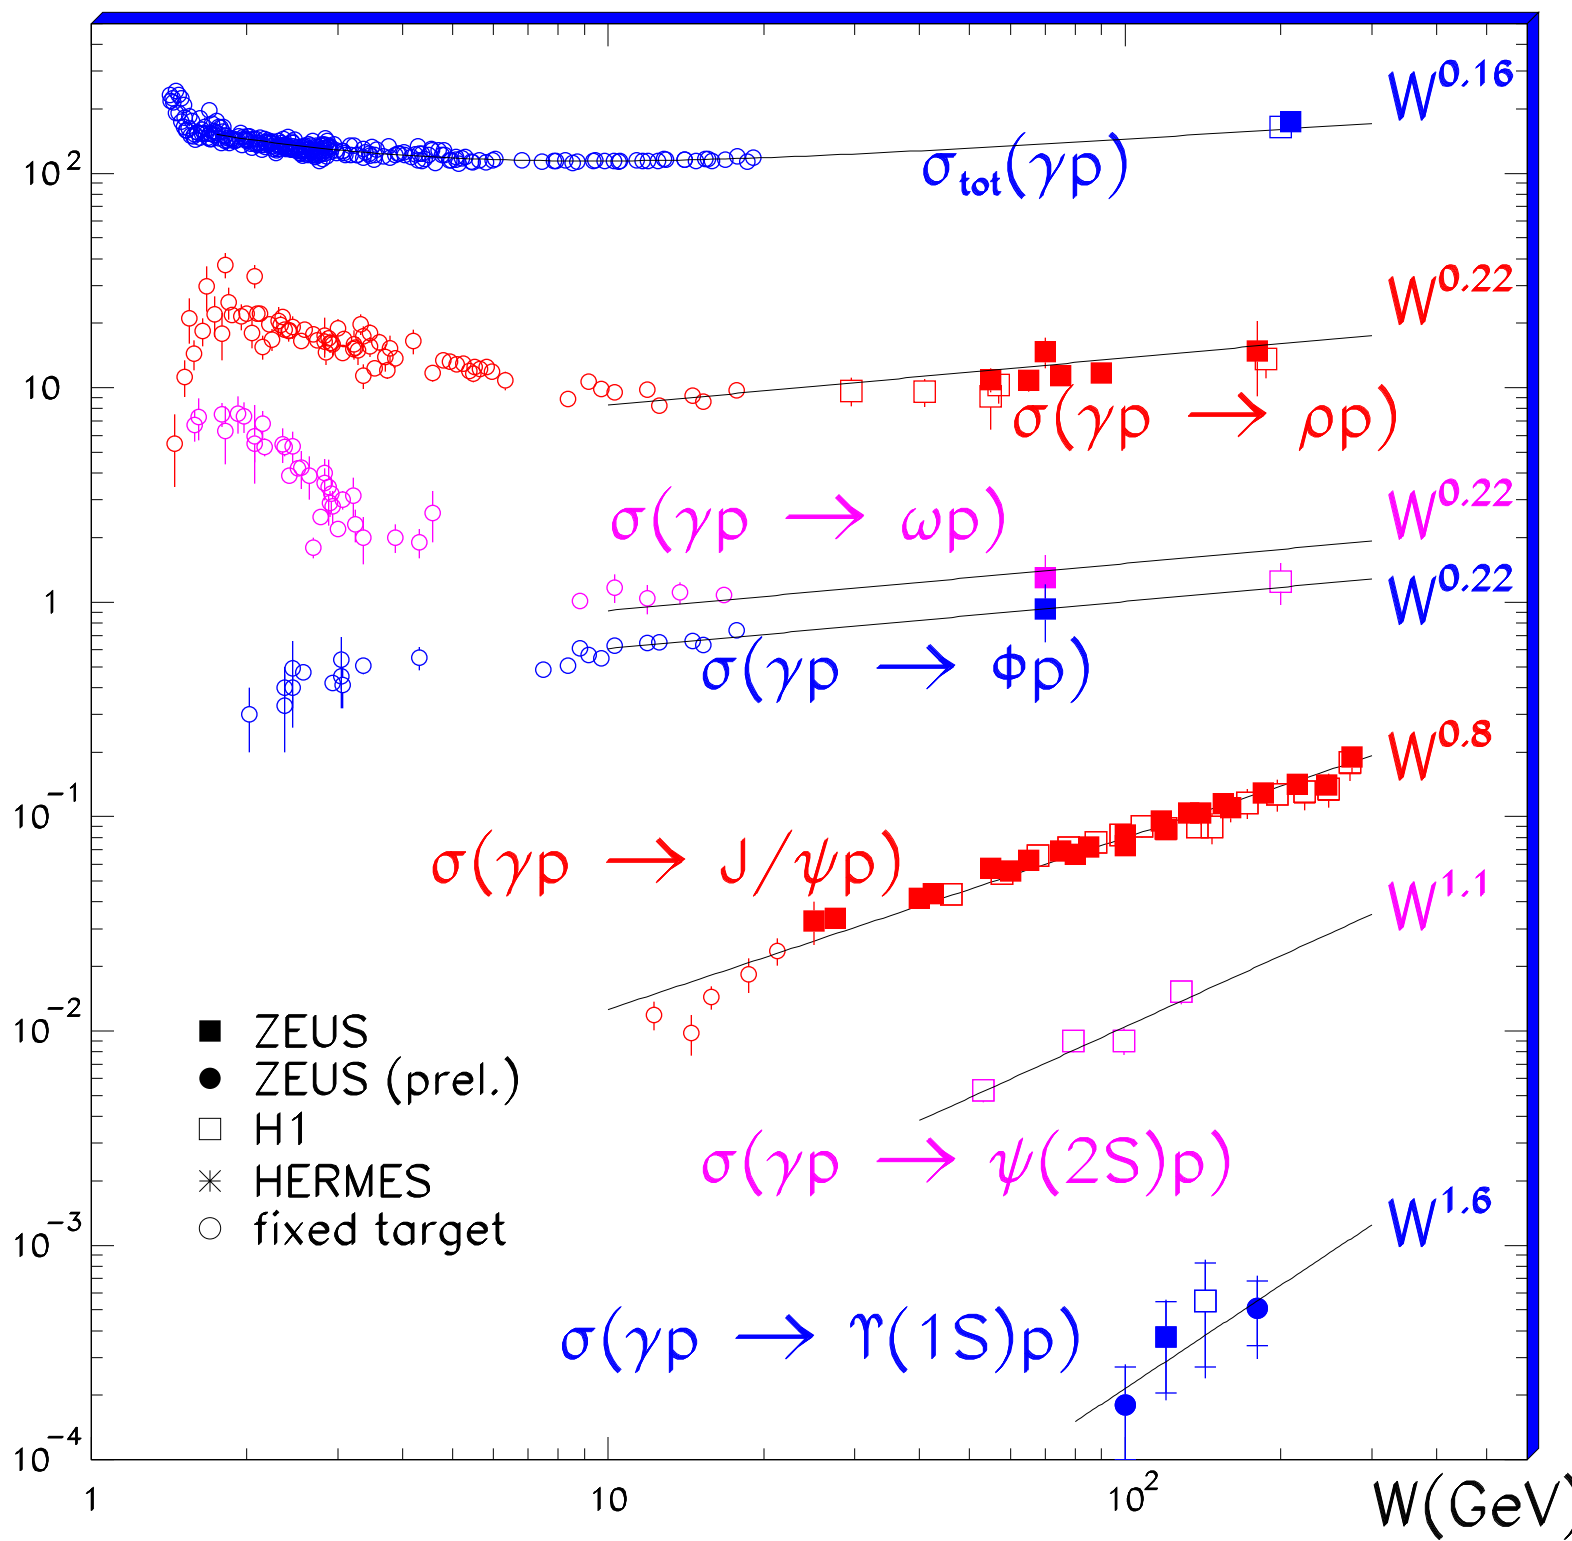 W^0.16
10^2
σ_tot(γp)
W^0.22
10
σ(γp → ρp)
W^0.22
σ(γp → ωp)
1
W^0.22
σ(γp → Φp)
W^0.8
10^-1
σ(γp → J/ψp)
W^1.1
10^-2
ZEUS
ZEUS (prel.)
H1
HERMES
fixed target
σ(γp → ψ(2S)p)
W^1.6
10^-3
σ(γp → ϒ(1S)p)
10^-4
1 10 10^2
W(GeV)